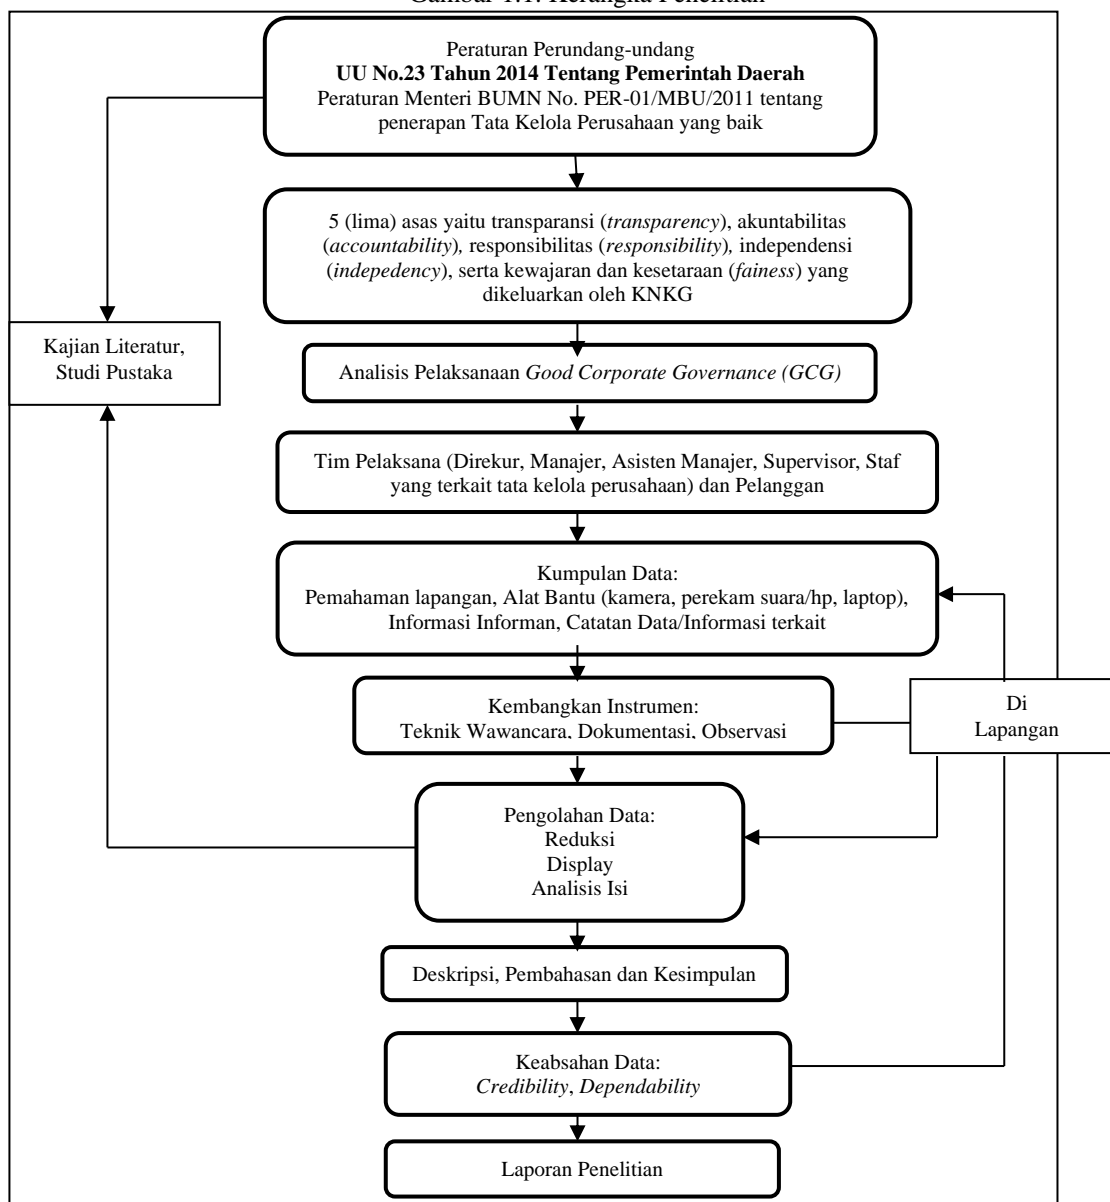 Gambar 1.1. Kerangka Penelitian
Peraturan Perundang-undang
UU No.23 Tahun 2014 Tentang Pemerintah Daerah
Peraturan Menteri BUMN No. PER-01/MBU/2011 tentang
penerapan Tata Kelola Perusahaan yang baik
5 (lima) asas yaitu transparansi (transparency), akuntabilitas
(accountability), responsibilitas (responsibility), independensi
(indepedency), serta kewajaran dan kesetaraan (fainess) yang
dikeluarkan oleh KNKG
Kajian Literatur,
Studi Pustaka
Analisis Pelaksanaan Good Corporate Governance (GCG)
Tim Pelaksana (Direkur, Manajer, Asisten Manajer, Supervisor, Staf
yang terkait tata kelola perusahaan) dan Pelanggan
Kumpulan Data:
Pemahaman lapangan, Alat Bantu (kamera, perekam suara/hp, laptop),
Informasi Informan, Catatan Data/Informasi terkait
Kembangkan Instrumen:
Teknik Wawancara, Dokumentasi, Observasi
Di
Lapangan
Pengolahan Data:
Reduksi
Display
Analisis Isi
Deskripsi, Pembahasan dan Kesimpulan
Keabsahan Data:
Credibility, Dependability
Laporan Penelitian